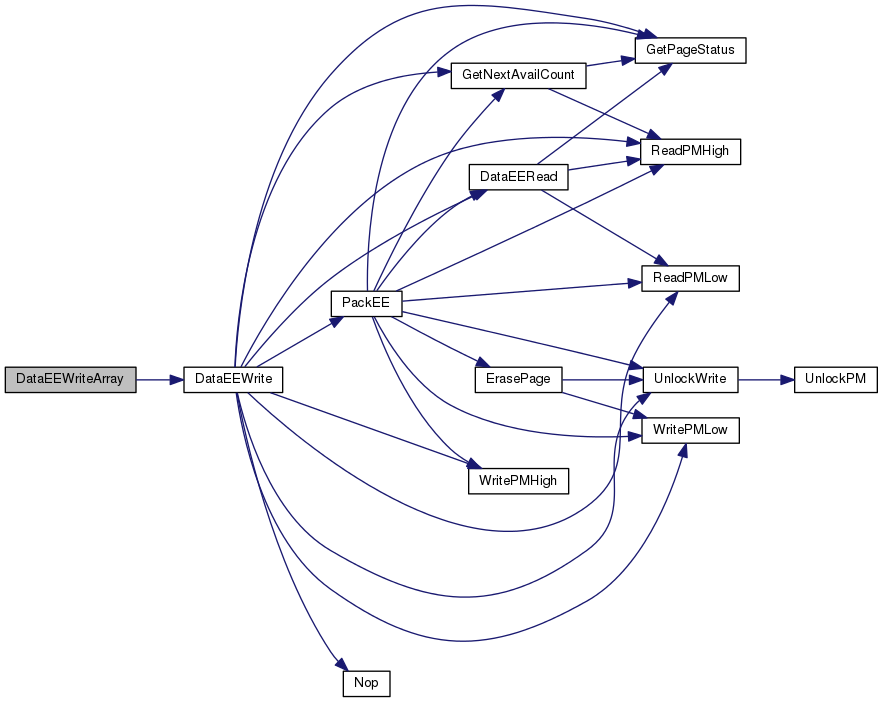 GetPageStatus
GetNextAvailCount
ReadPMHigh
DataEERead
ReadPMLow
PackEE
DataEEWriteArray
DataEEWrite
ErasePage
UnlockWrite
UnlockPM
WritePMLow
WritePMHigh
Nop